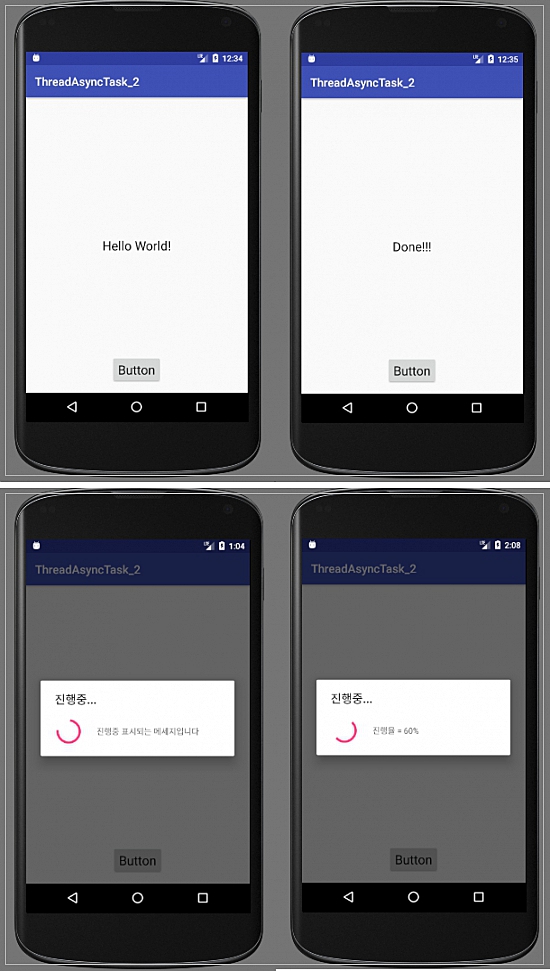 12:34
ThreadAsyncTask_2
Hello World!
Button
12:35
ThreadAsyncTask_2
Done!!!
Button
1:04
ThreadAsyncTask_2
진행중...
진행중 표시되는 메세지입니다
Button
2:08
ThreadAsyncTask_2
진행중...
진행율 = 60%
Button